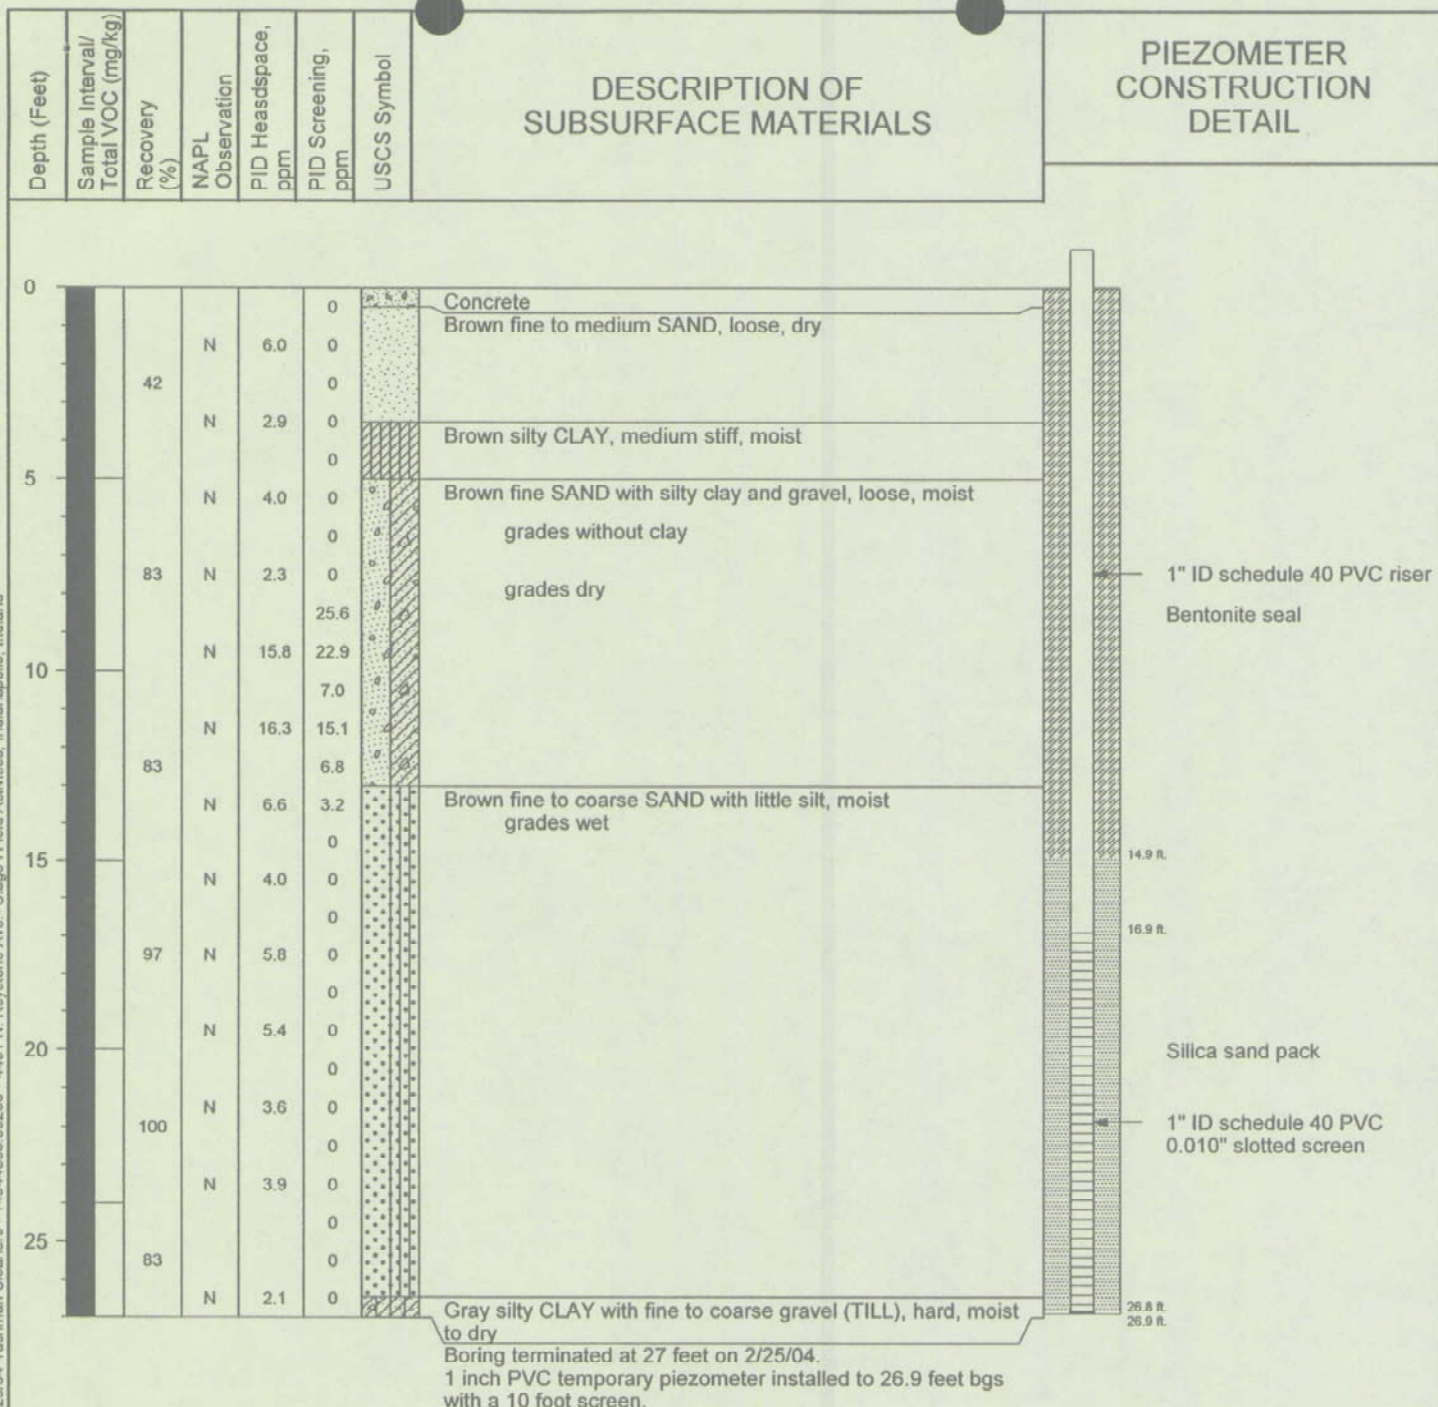 Depth (Feet)
Sample Interval/
Total VOC (mg/kg)
Recovery
(%)
NAPL
Observation
PID Heasdspace,
ppm
PID Screening,
ppm
USCS Symbol
DESCRIPTION OF
SUBSURFACE MATERIALS
PIEZOMETER
CONSTRUCTION
DETAIL
0
0
Concrete
Brown fine to medium SAND, loose, dry
N 6.0 0
42 0
N 2.9 0
Brown silty CLAY, medium stiff, moist
0
5
Brown fine SAND with silty clay and gravel, loose, moist
N 4.0 0
grades without clay
0
83 N 2.3 0
1" ID schedule 40 PVC riser
grades dry
25.6
Bentonite seal
N 15.8 22.9
10
7.0
N 16.3 15.1
83 6.8
N 6.6 3.2
Brown fine to coarse SAND with little silt, moist
grades wet
0
15
14.9 ft.
N 4.0 0
0
16.9 ft.
97 N 5.8 0
0
N 5.4 0
20
Silica sand pack
0
N 3.6 0
100
1" ID schedule 40 PVC
0.010" slotted screen
0
N 3.9 0
0
25
83 0
N 2.1 0
26.8 ft.
26.9 ft.
Gray silty CLAY with fine to coarse gravel (TILL), hard, moist
to dry
Boring terminated at 27 feet on 2/25/04.
1 inch PVC temporary piezometer installed to 26.9 feet bgs
with a 10 foot screen.